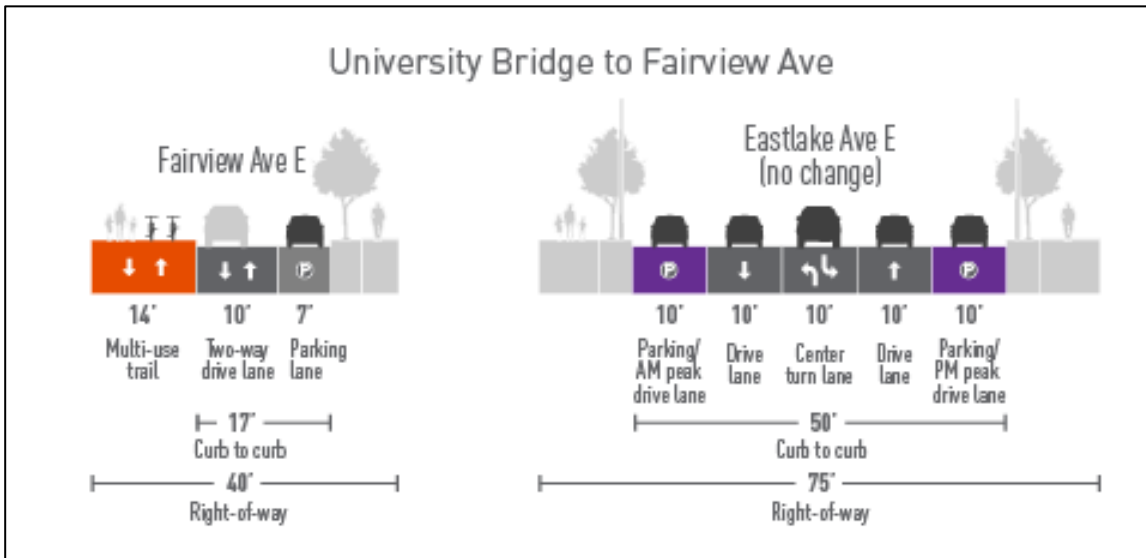 University Bridge to Fairview Ave
Fairview Ave E
P
14'
10'
7'
Multi-use
trail
Two-way
drive lane
Parking
lane
17'
Curb to curb
40'
Right-of-way
Eastlake Ave E
(no change)
P
P
10'
10'
10'
10'
10'
Parking/
AM peak
drive lane
Drive
lane
Center
turn lane
Drive
lane
Parking/
PM peak
drive lane
50'
Curb to curb
75'
Right-of-way